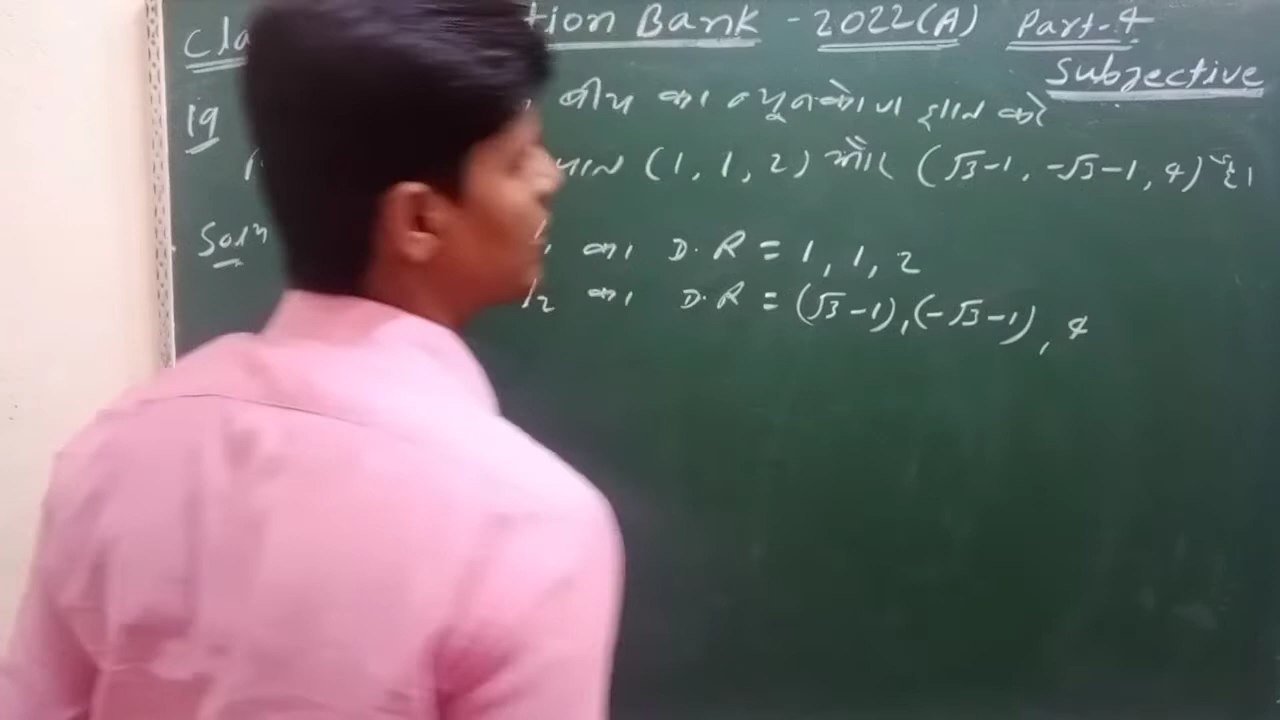 Cla tion Bank - 2022(A) Part-4
Subjective
19 बीच का न्यूनकोण ज्ञात करें
(1, 1, 2) और (√3-1, -√3-1, 4) है।
Solⁿ का D.R = 1, 1, 2
l₂ का D.R = (√3-1), (-√3-1), 4